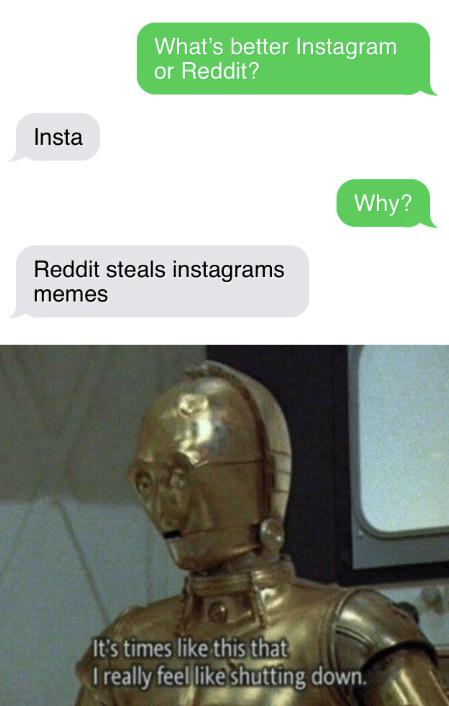 What's better Instagram
or Reddit?
Insta
Why?
Reddit steals instagrams
memes
It's times like this that
I really feel like shutting down.